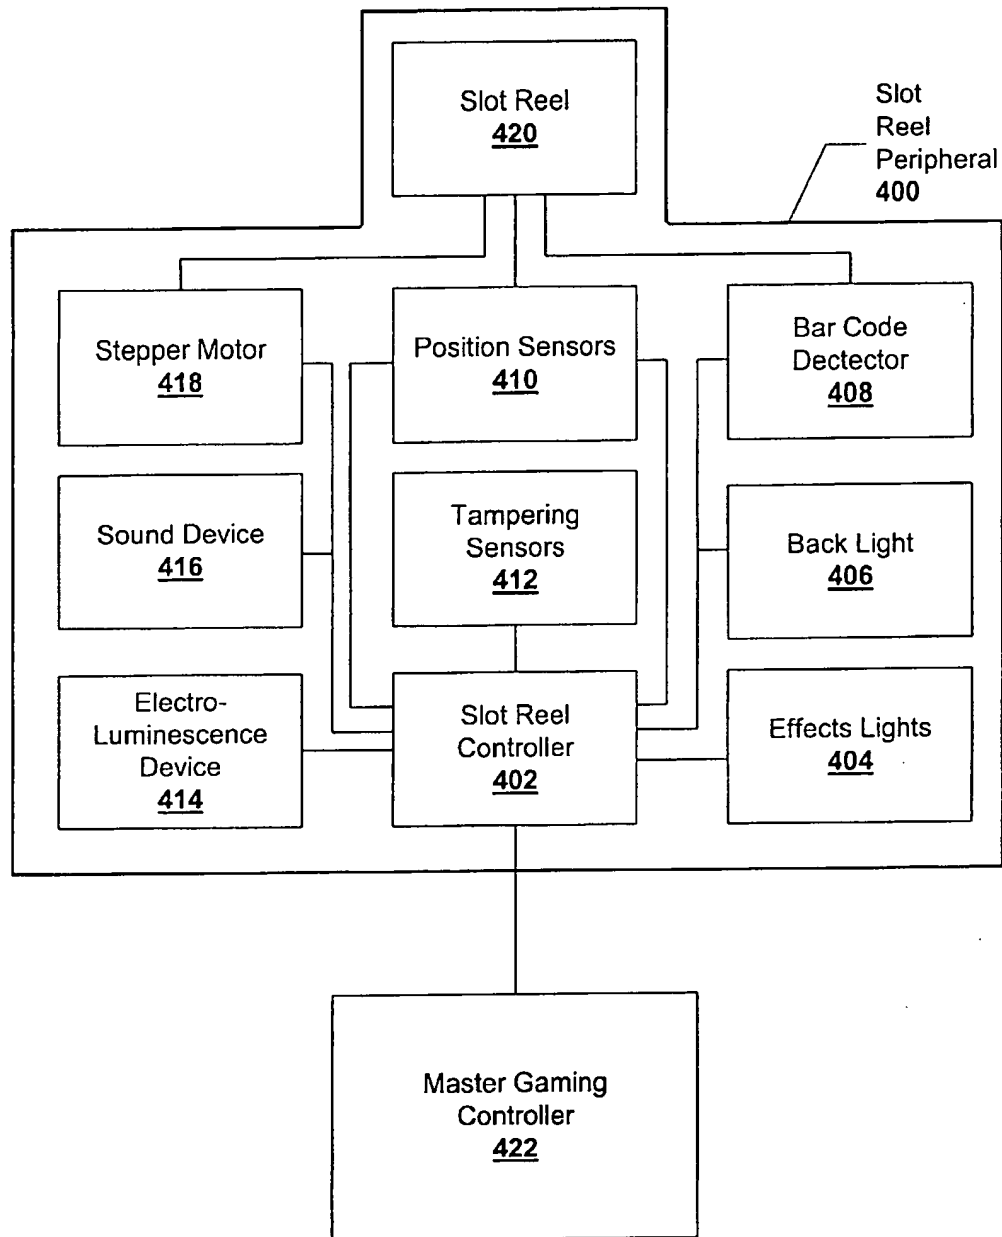 Slot Reel
420
Slot
Reel
Peripheral
400
Stepper Motor
418
Position Sensors
410
Bar Code
Dectector
408
Sound Device
416
Tampering
Sensors
412
Back Light
406
Electro-
Luminescence
Device
414
Slot Reel
Controller
402
Effects Lights
404
Master Gaming
Controller
422